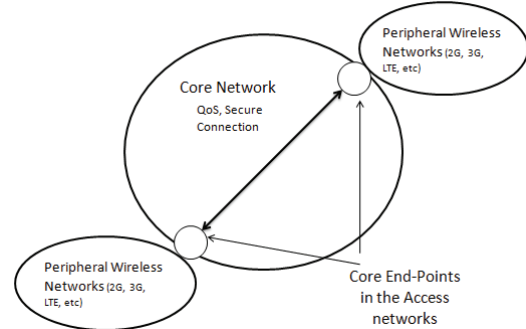 Peripheral Wireless
Networks (2G, 3G,
LTE, etc)
Core Network
QoS, Secure
Connection
Peripheral Wireless
Networks (2G, 3G,
LTE, etc)
Core End-Points
in the Access
networks